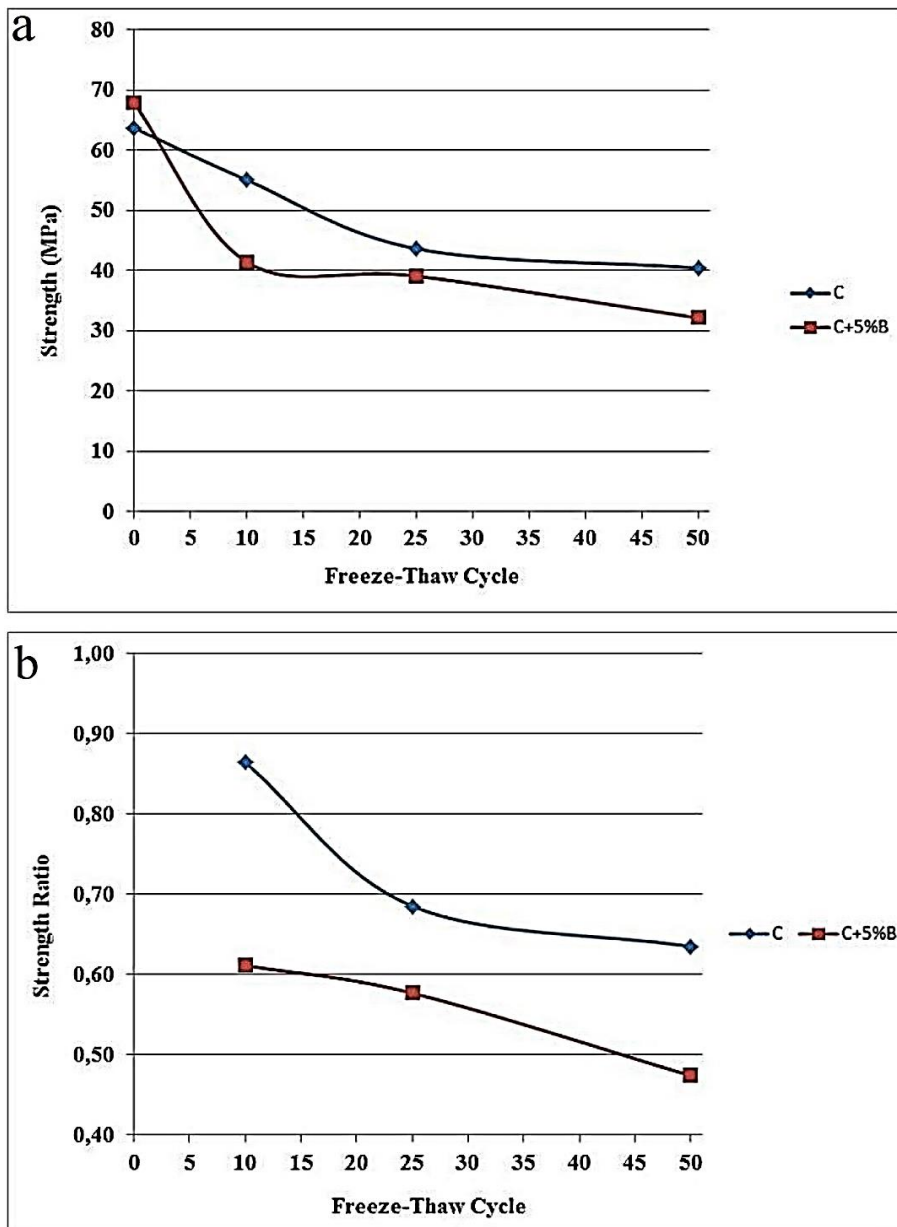 a
80
70
60
50
40
30
20
10
0
Strength (MPa)
0 5 10 15 20 25 30 35 40 45 50
Freeze-Thaw Cycle
C
C+5%B
b
1,00
0,90
0,80
0,70
0,60
0,50
0,40
Strength Ratio
0 5 10 15 20 25 30 35 40 45 50
Freeze-Thaw Cycle
C C+5%B